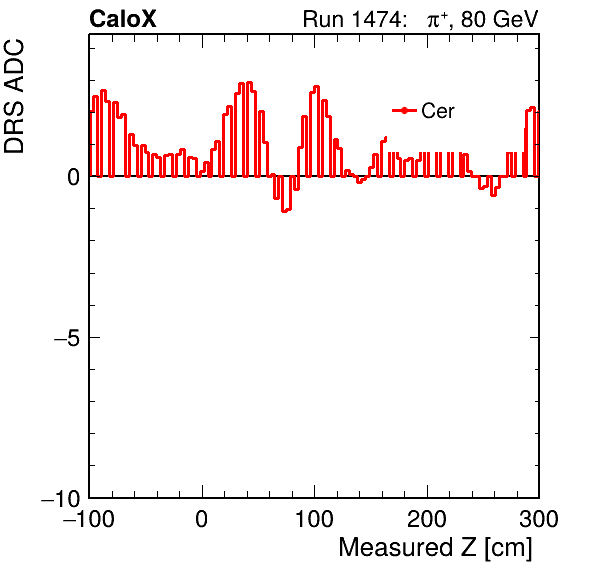 CaloX Run 1474: π⁺, 80 GeV
DRS ADC
Cer
0
−5
−10
−100 0 100 200 300
Measured Z [cm]